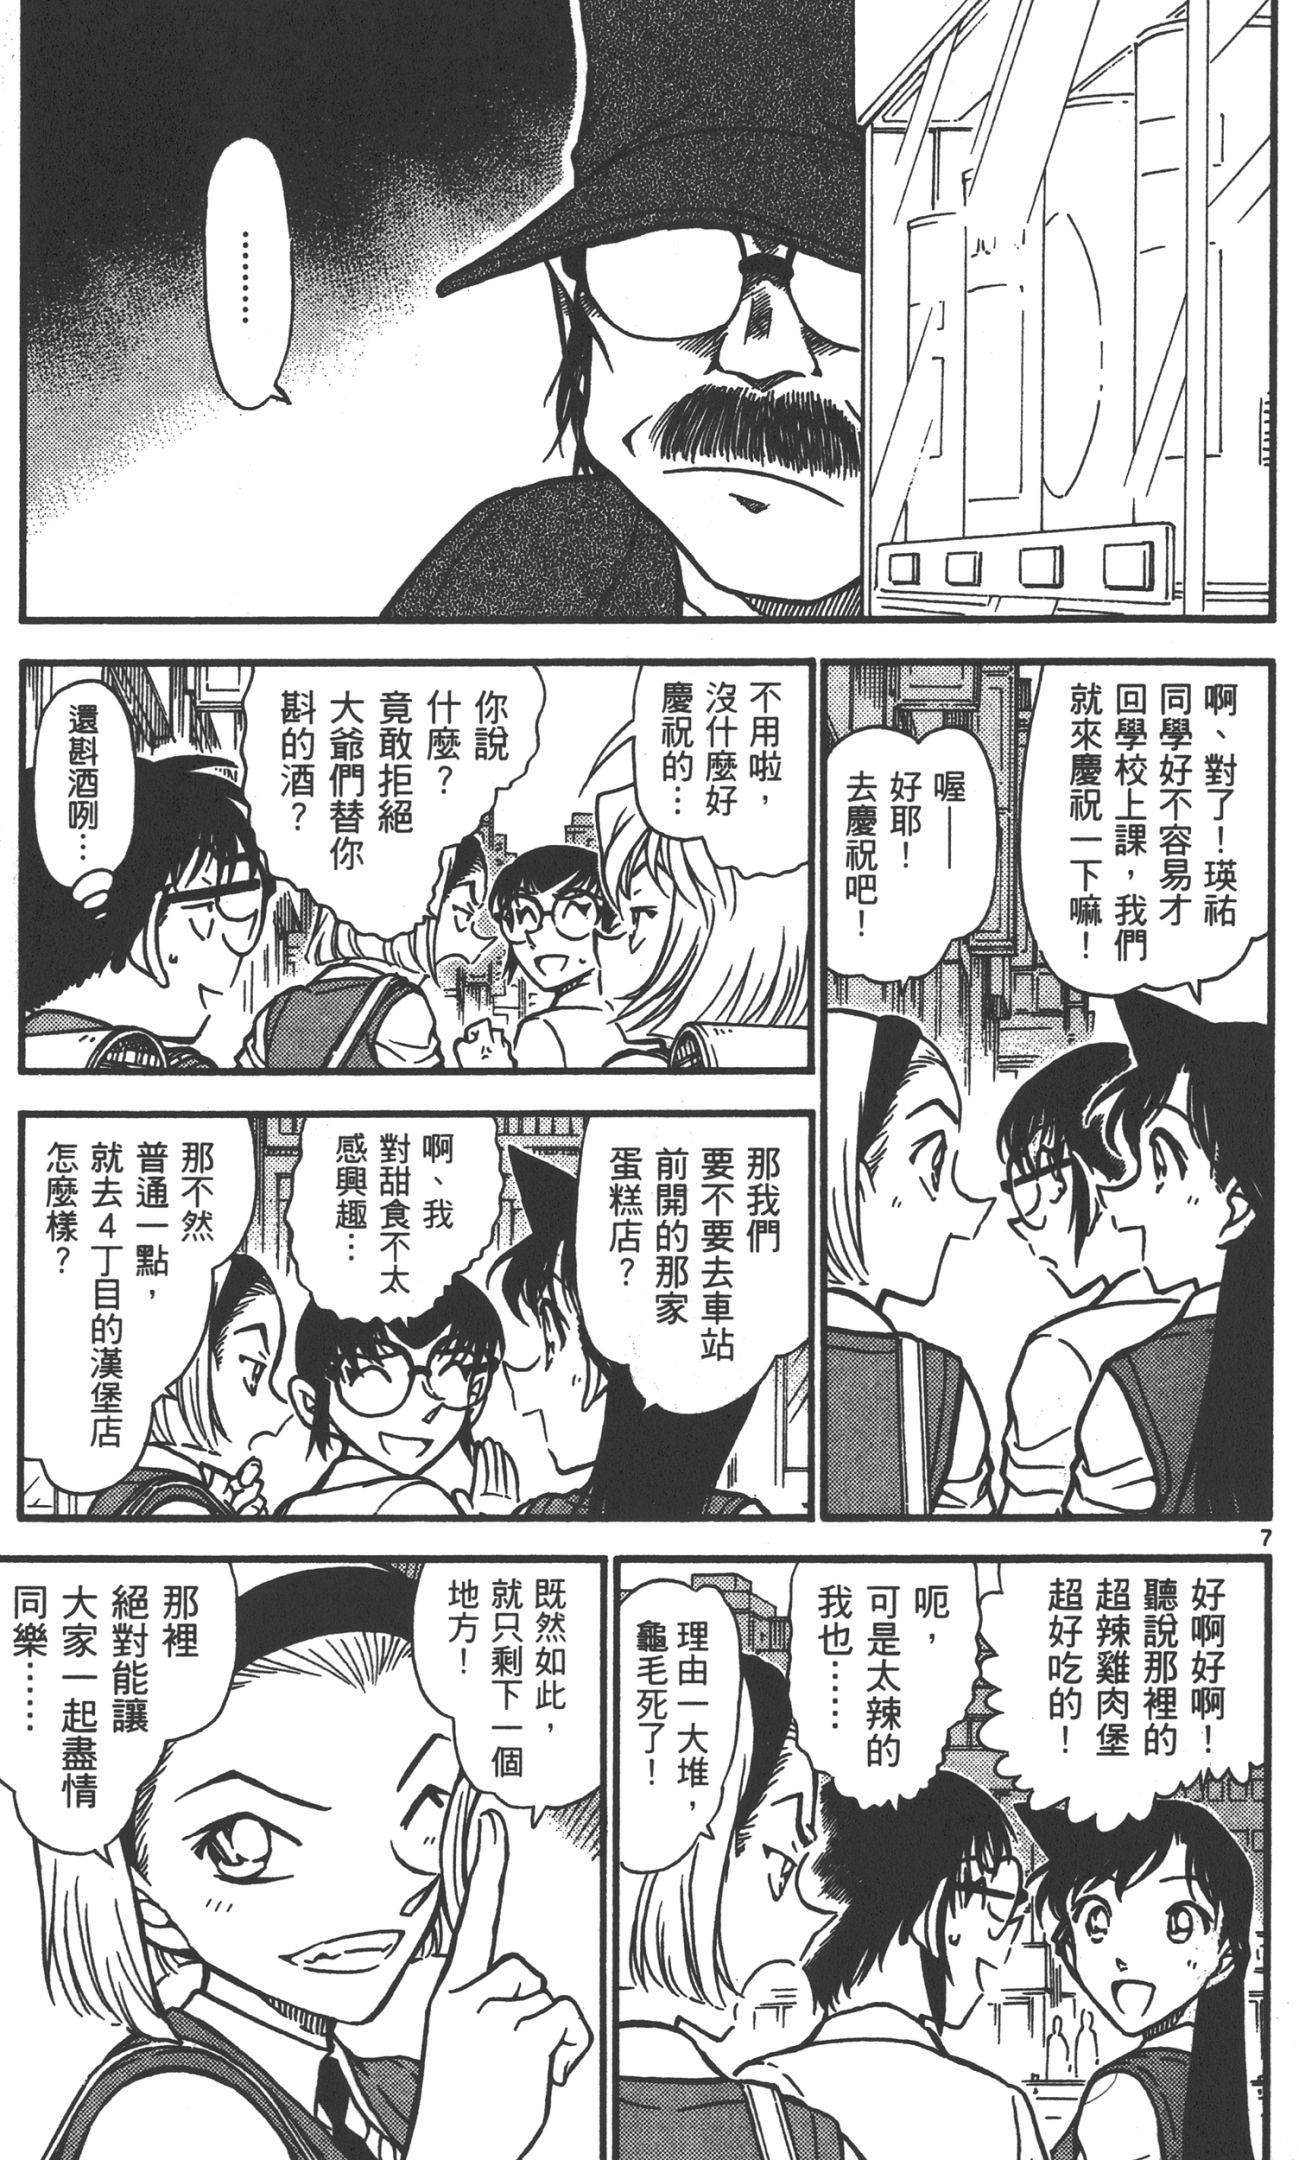 ………
啊、對了！瑛祐
同學好不容易才
回學校上課，我們
就來慶祝一下嘛！
喔——
好耶！
去慶祝吧！
不用啦，
沒什麼好
慶祝的…
你說
什麼？
竟敢拒絕
大爺們替你
斟的酒？
還斟酒咧…
那我們
要不要去車站
前開的那家
蛋糕店？
啊、我
對甜食不太
感興趣…
那不然
普通一點，
就去4丁目的漢堡店
怎麼樣？
7
好啊好啊！
聽說那裡的
超辣雞肉堡
超好吃的！
呃，
可是太辣的
我也……
理由一大堆，
龜毛死了！
既然如此，
就只剩下一個
地方！
那裡
絕對能讓
大家一起盡情
同樂……